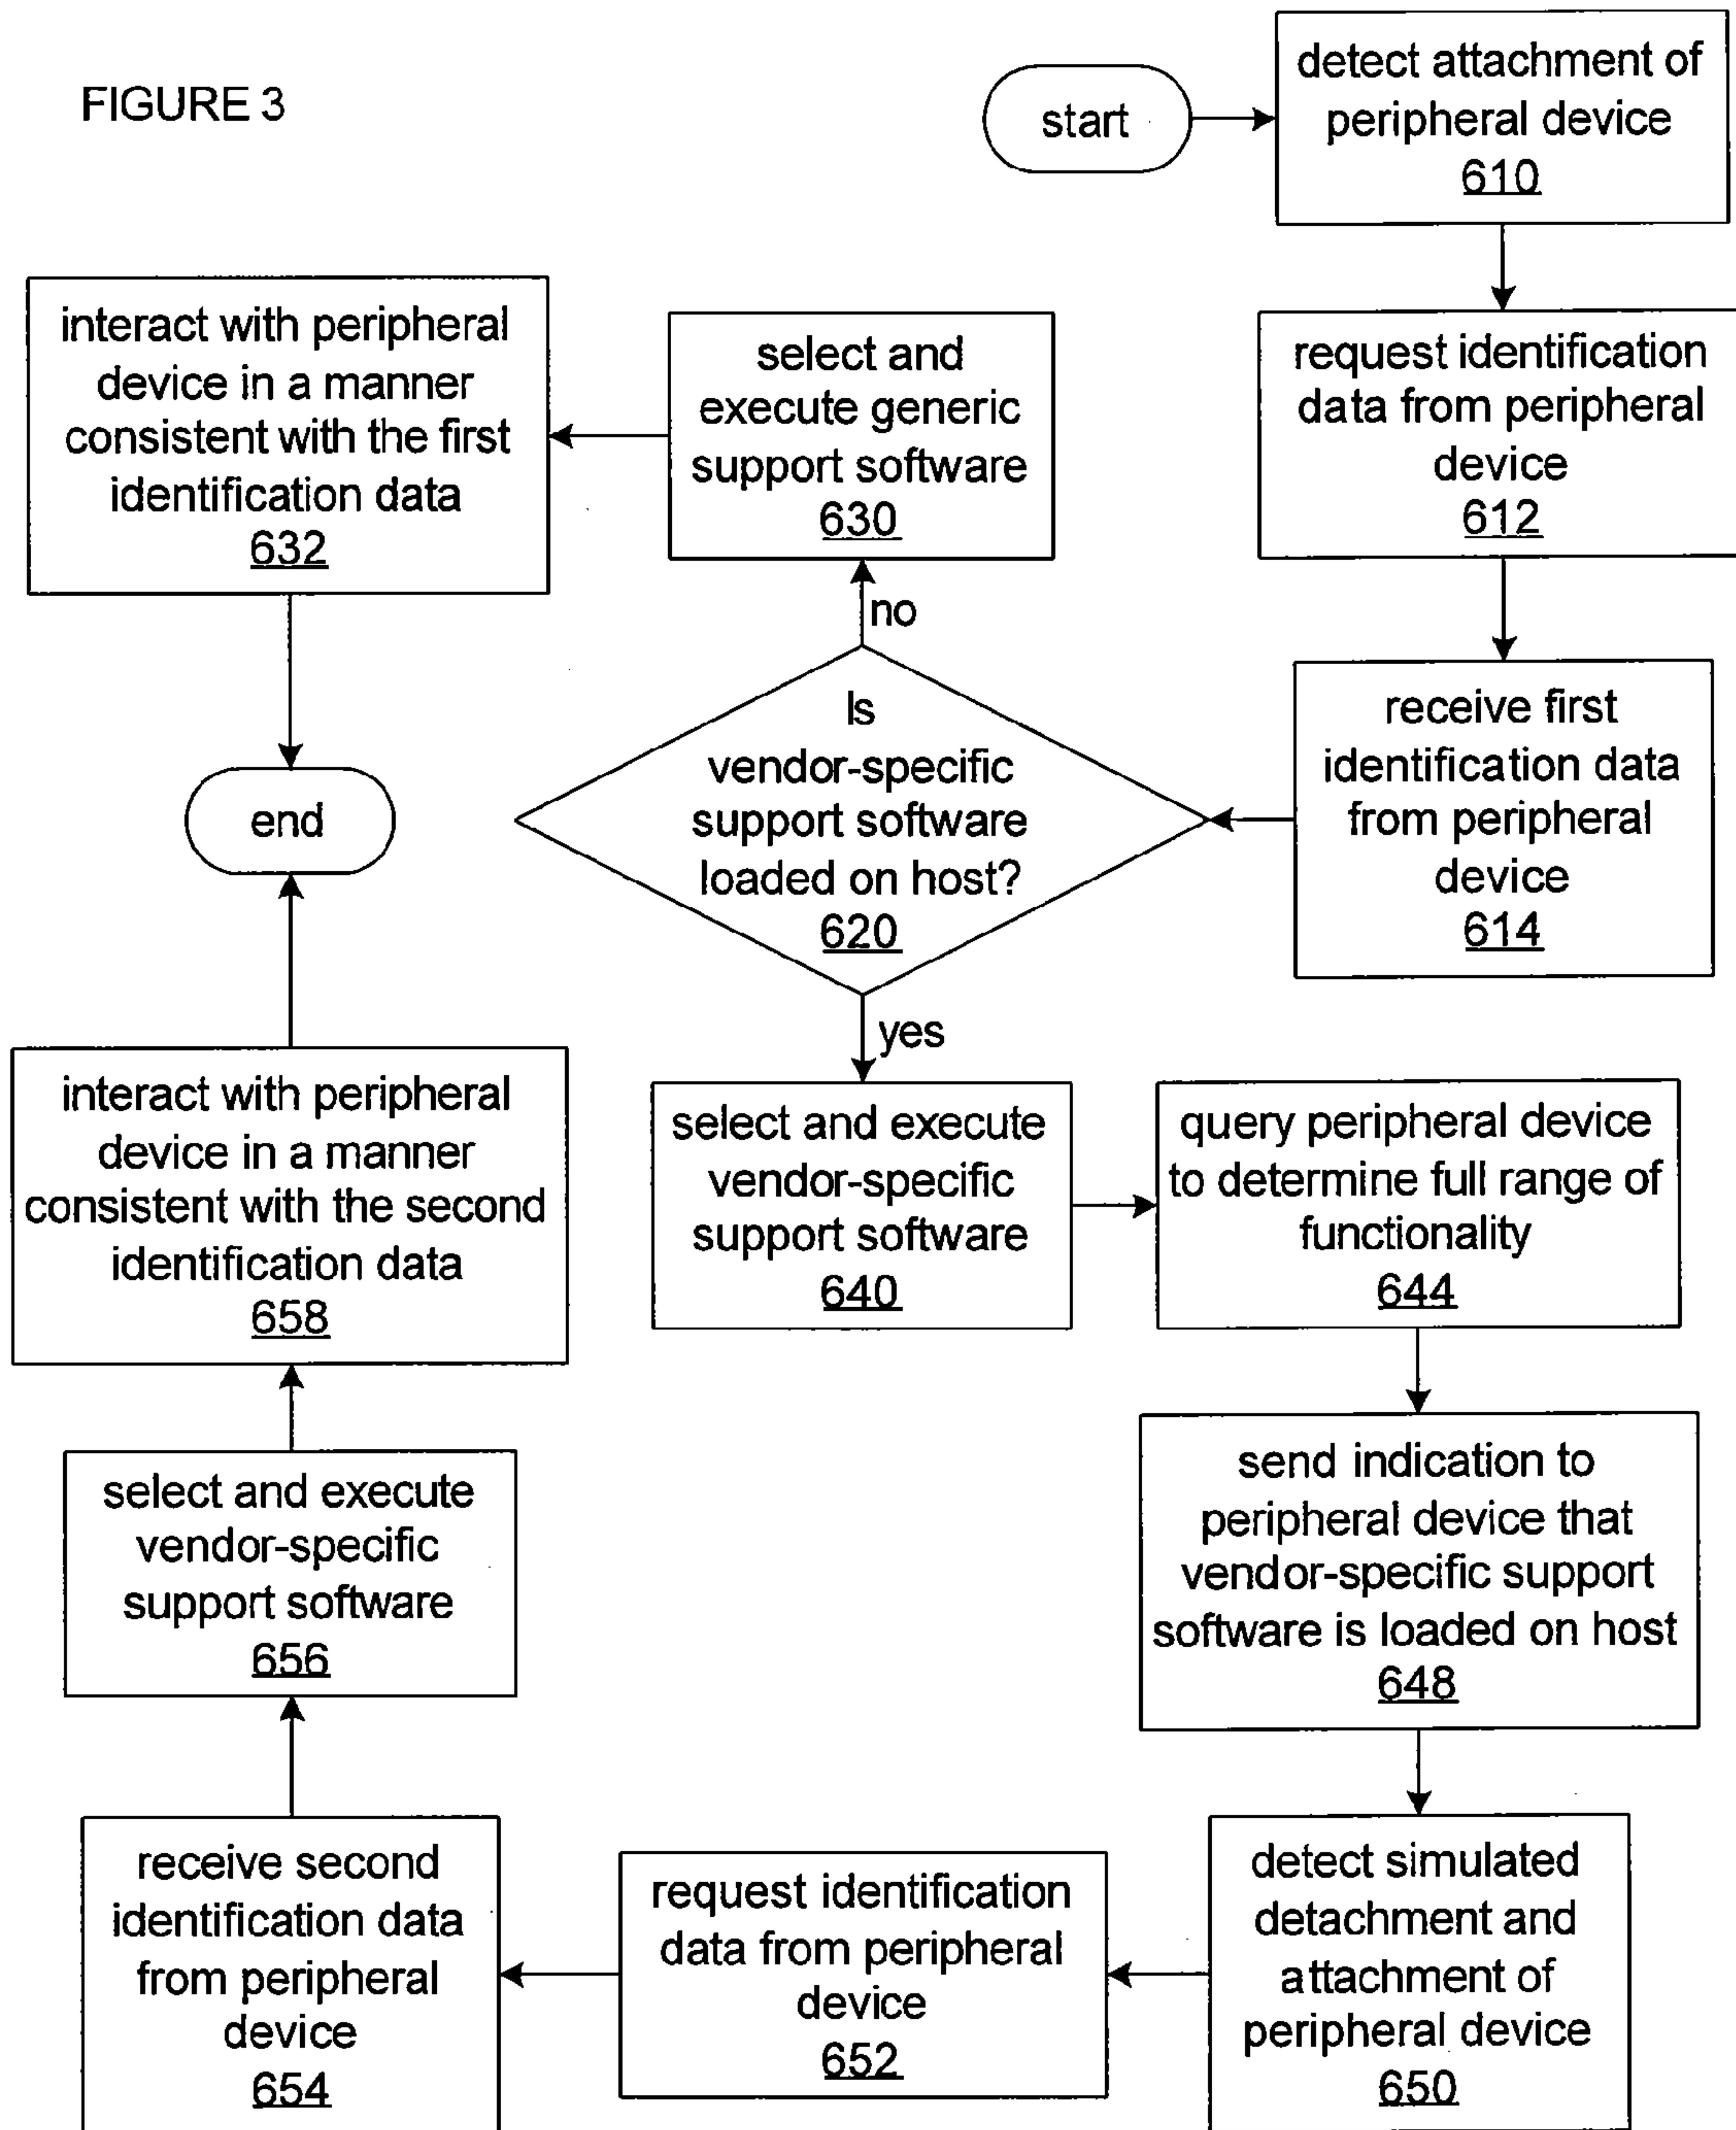 FIGURE 3
start
detect attachment of
peripheral device
610
request identification
data from peripheral
device
612
receive first
identification data
from peripheral
device
614
Is
vendor-specific
support software
loaded on host?
620
no
select and
execute generic
support software
630
interact with peripheral
device in a manner
consistent with the first
identification data
632
end
yes
select and execute
vendor-specific
support software
640
query peripheral device
to determine full range of
functionality
644
send indication to
peripheral device that
vendor-specific support
software is loaded on host
648
detect simulated
detachment and
attachment of
peripheral device
650
request identification
data from peripheral
device
652
receive second
identification data
from peripheral
device
654
select and execute
vendor-specific
support software
656
interact with peripheral
device in a manner
consistent with the second
identification data
658